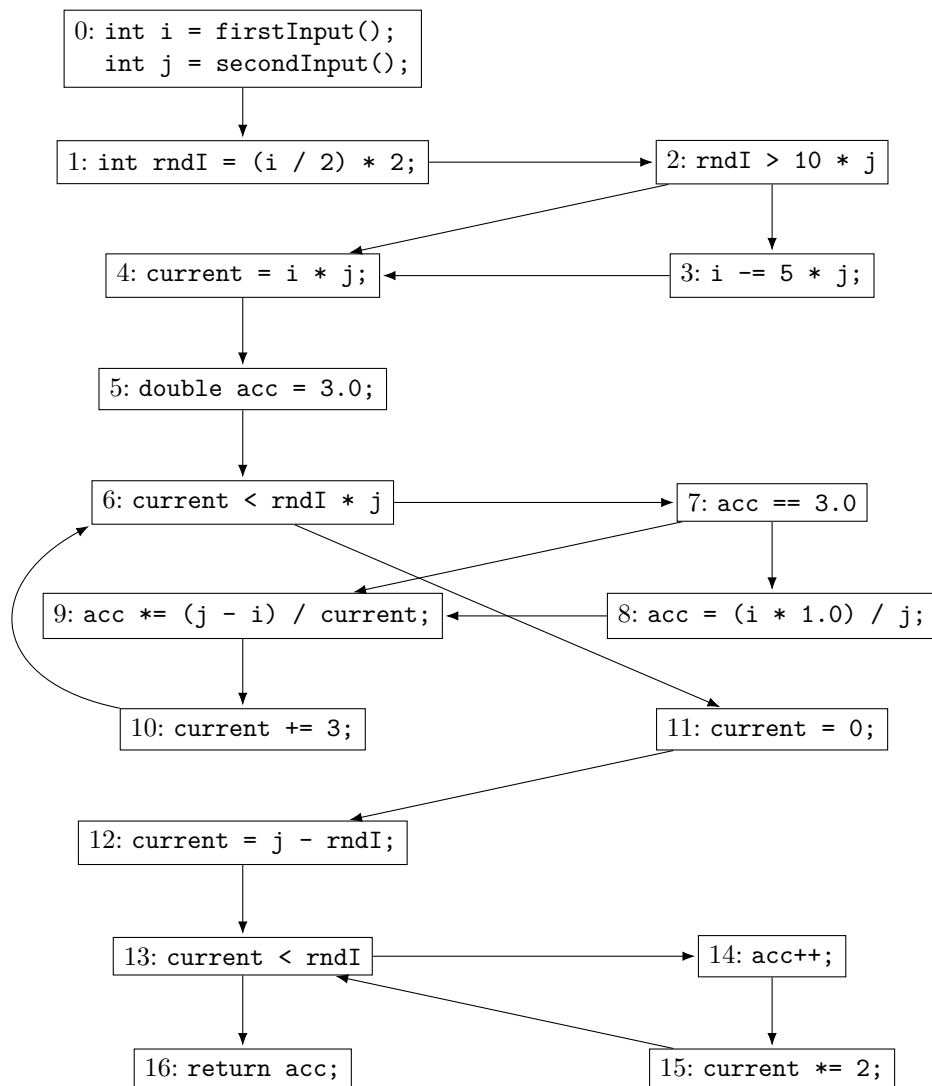 0: int i = firstInput();
int j = secondInput();
1: int rndI = (i / 2) * 2;
2: rndI > 10 * j
4: current = i * j;
3: i -= 5 * j;
5: double acc = 3.0;
6: current < rndI * j
7: acc == 3.0
9: acc *= (j - i) / current;
8: acc = (i * 1.0) / j;
10: current += 3;
11: current = 0;
12: current = j - rndI;
13: current < rndI
14: acc++;
16: return acc;
15: current *= 2;